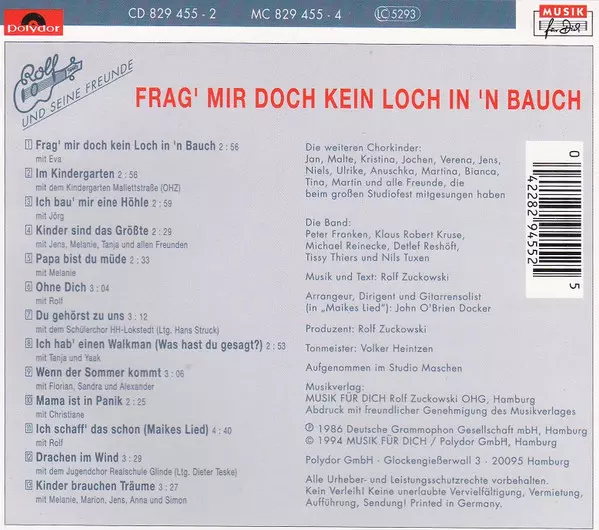 polydor
CD 829 455 - 2
MC 829 455 - 4
LC 5293
MUSIK
für Dich
Rolf
UND SEINE FREUNDE
FRAG' MIR DOCH KEIN LOCH IN 'N BAUCH
1 Frag' mir doch kein Loch in 'n Bauch 2:56
mit Eva
2 Im Kindergarten 2:56
mit dem Kindergarten Mallettstraße (OHZ)
3 Ich bau' mir eine Höhle 2:59
mit Jörg
4 Kinder sind das Größte 2:29
mit Jens, Melanie, Tanja und allen Freunden
5 Papa bist du müde 2:33
mit Melanie
6 Ohne Dich 3:04
mit Rolf
7 Du gehörst zu uns 3:12
mit dem Schülerchor HH-Lokstedt (Ltg. Hans Struck)
8 Ich hab' einen Walkman (Was hast du gesagt?) 2:53
mit Tanja und Yaak
9 Wenn der Sommer kommt 3:06
mit Florian, Sandra und Alexander
10 Mama ist in Panik 2:25
mit Christiane
11 Ich schaff' das schon (Maikes Lied) 4:40
mit Rolf
12 Drachen im Wind 3:29
mit dem Jugendchor Realschule Glinde (Ltg. Dieter Teske)
13 Kinder brauchen Träume 3:27
mit Melanie, Marion, Jens, Anna und Simon
Die weiteren Chorkinder:
Jan, Malte, Kristina, Jochen, Verena, Jens,
Niels, Ulrike, Anuschka, Martina, Bianca,
Tina, Martin und alle Freunde, die
beim großen Studiofest mitgesungen haben
Die Band:
Peter Franken, Klaus Robert Kruse,
Michael Reinecke, Detlef Reshöft,
Tissy Thiers und Nils Tuxen
Musik und Text: Rolf Zuckowski
Arrangeur, Dirigent und Gitarrensolist
(in „Maikes Lied”): John O'Brien Docker
Produzent: Rolf Zuckowski
Tonmeister: Volker Heintzen
Aufgenommen im Studio Maschen
Musikverlag:
MUSIK FÜR DICH Rolf Zuckowski OHG, Hamburg
Abdruck mit freundlicher Genehmigung des Musikverlages
℗ 1986 Deutsche Grammophon Gesellschaft mbH, Hamburg
© 1994 MUSIK FÜR DICH / Polydor GmbH, Hamburg
Polydor GmbH - Glockengießerwall 3 - 20095 Hamburg
Alle Urheber- und Leistungsschutzrechte vorbehalten.
Kein Verleih! Keine unerlaubte Vervielfältigung, Vermietung,
Aufführung, Sendung! Printed in Germany.
0 42282 94552 5